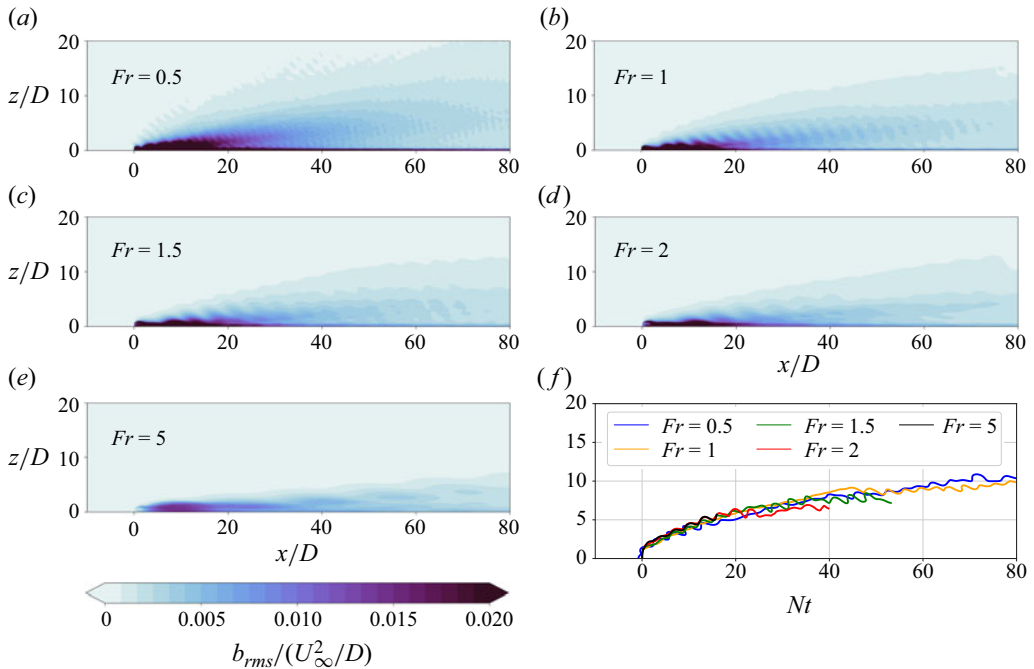 (a) (b)
20 20
Fr = 0.5 Fr = 1
z/D 10 10
0 0
0 20 40 60 80 0 20 40 60 80
(c) (d)
20 20
Fr = 1.5 Fr = 2
z/D 10 10
0 0
0 20 40 60 80 0 20 40 60 80
x/D
(e) (f)
20 20
Fr = 5 Fr = 0.5 Fr = 1.5 Fr = 5
15
Fr = 1 Fr = 2
z/D 10 10
5
0 0
0 20 40 60 80 0 20 40 60 80
x/D Nt
0 0.005 0.010 0.015 0.020
b_rms/(U_∞^2/D)